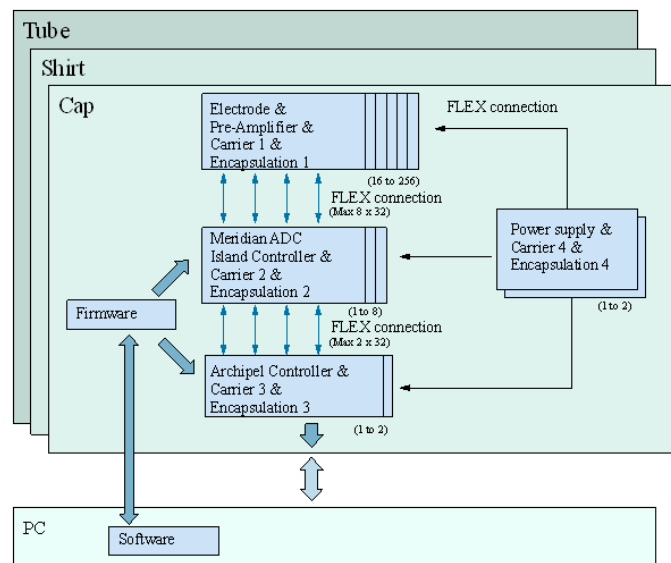 Tube
Shirt
Cap
Electrode &
Pre-Amplifier &
Carrier 1 &
Encapsulation 1
(16 to 256)
FLEX connection
FLEX connection
(Max 8 x 32)
Meridian ADC
Island Controller &
Carrier 2 &
Encapsulation 2
(1 to 8)
Power supply &
Carrier 4 &
Encapsulation 4
(1 to 2)
Firmware
FLEX connection
(Max 2 x 32)
Archipel Controller &
Carrier 3 &
Encapsulation 3
(1 to 2)
PC
Software